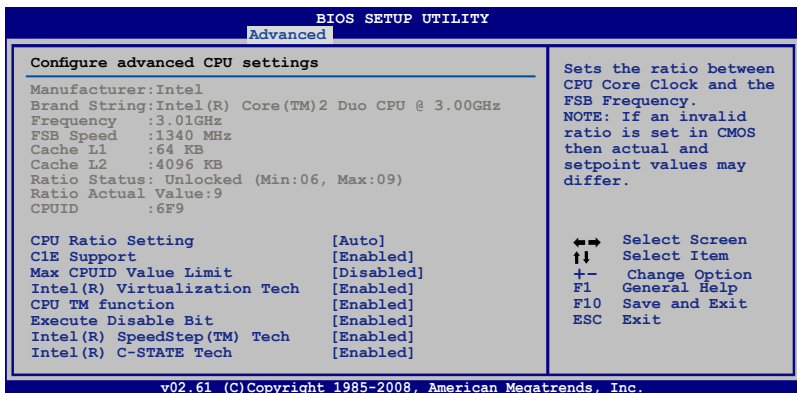 BIOS SETUP UTILITY
Advanced
Configure advanced CPU settings
Manufacturer:Intel
Brand String:Intel(R) Core(TM)2 Duo CPU @ 3.00GHz
Frequency :3.01GHz
FSB Speed :1340 MHz
Cache L1 :64 KB
Cache L2 :4096 KB
Ratio Status: Unlocked (Min:06, Max:09)
Ratio Actual Value:9
CPUID :6F9
CPU Ratio Setting [Auto]
C1E Support [Enabled]
Max CPUID Value Limit [Disabled]
Intel(R) Virtualization Tech [Enabled]
CPU TM function [Enabled]
Execute Disable Bit [Enabled]
Intel(R) SpeedStep(TM) Tech [Enabled]
Intel(R) C-STATE Tech [Enabled]
Sets the ratio between
CPU Core Clock and the
FSB Frequency.
NOTE: If an invalid
ratio is set in CMOS
then actual and
setpoint values may
differ.
←→ Select Screen
↑↓ Select Item
+- Change Option
F1 General Help
F10 Save and Exit
ESC Exit
v02.61 (C)Copyright 1985-2008, American Megatrends, Inc.